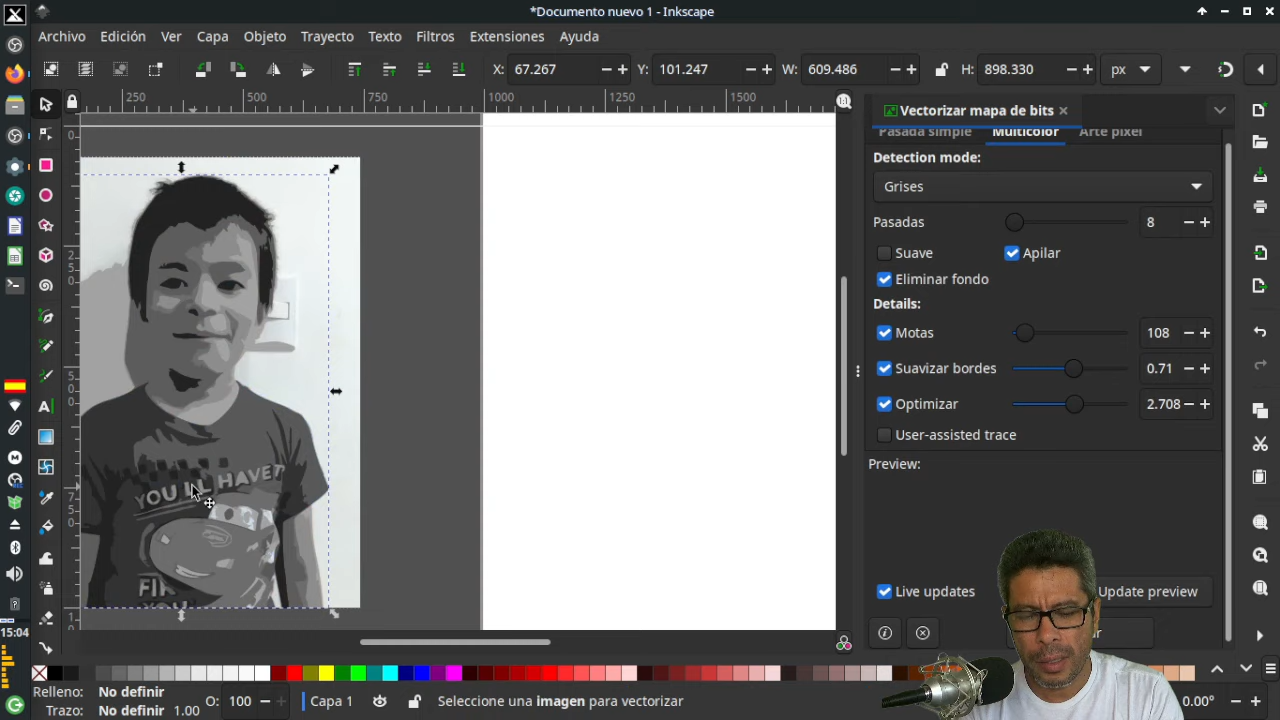 *Documento nuevo 1 - Inkscape
Archivo Edición Ver Capa Objeto Trayecto Texto Filtros Extensiones Ayuda
X: 67.267 Y: 101.247 W: 609.486 H: 898.330 px
250 500 750 1000 1250 1500
Vectorizar mapa de bits
Pasada simple Multicolor Arte pixel
Detection mode:
Grises
Pasadas 8
Suave Apilar
Eliminar fondo
Details:
Motas 108
Suavizar bordes 0.71
Optimizar 2.708
User-assisted trace
Preview:
YOU'LL HAVE T
Live updates Update preview
15:04
Relleno: No definir
Trazo: No definir 1.00
O: 100
Capa 1
Seleccione una imagen para vectorizar
0.00°